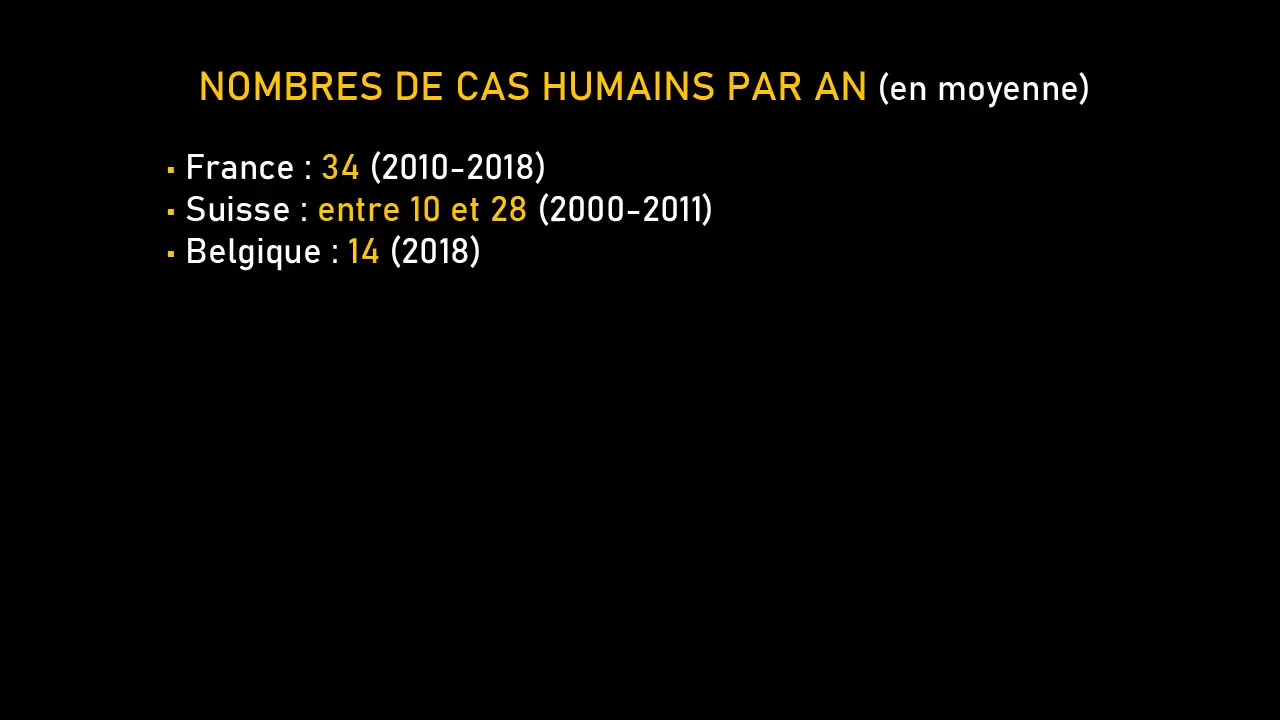 NOMBRES DE CAS HUMAINS PAR AN (en moyenne)
▪ France : 34 (2010-2018)
▪ Suisse : entre 10 et 28 (2000-2011)
▪ Belgique : 14 (2018)